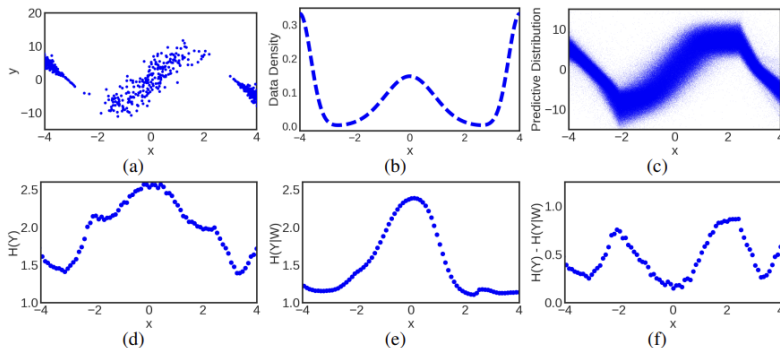 20
10
0
−10
y
−4
−2
0
2
4
x
(a)
0.3
0.2
0.1
0.0
Data Density
−4
−2
0
2
4
x
(b)
10
0
−10
Predictive Distribution
−4
−2
0
2
4
x
(c)
2.5
2.0
1.5
1.0
H(Y)
−4
−2
0
2
4
x
(d)
2.5
2.0
1.5
1.0
H(Y|W)
−4
−2
0
2
4
x
(e)
1.0
0.5
0.0
H(Y) - H(Y|W)
−4
−2
0
2
4
x
(f)